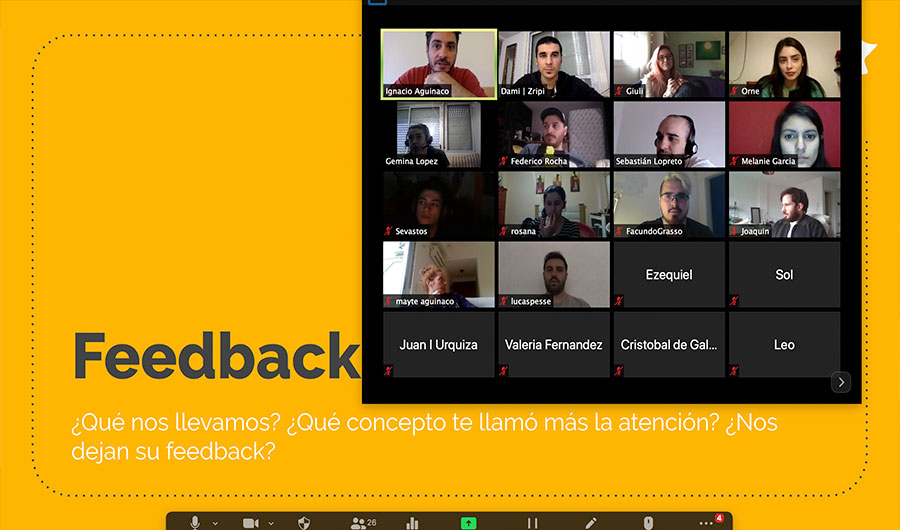 Ignacio Aguinaco
Dami | Zripi
Giuli
Orne
Gemina Lopez
Federico Rocha
Sebastián Lopreto
Melanie Garcia
Sevastos
rosana
FacundoGrasso
Joaquin
mayte aguinaco
lucaspesse
Ezequiel
Sol
Juan I Urquiza
Valeria Fernandez
Cristobal de Gal...
Leo
Feedback
¿Qué nos llevamos? ¿Qué concepto te llamó más la atención? ¿Nos
dejan su feedback?
26
4